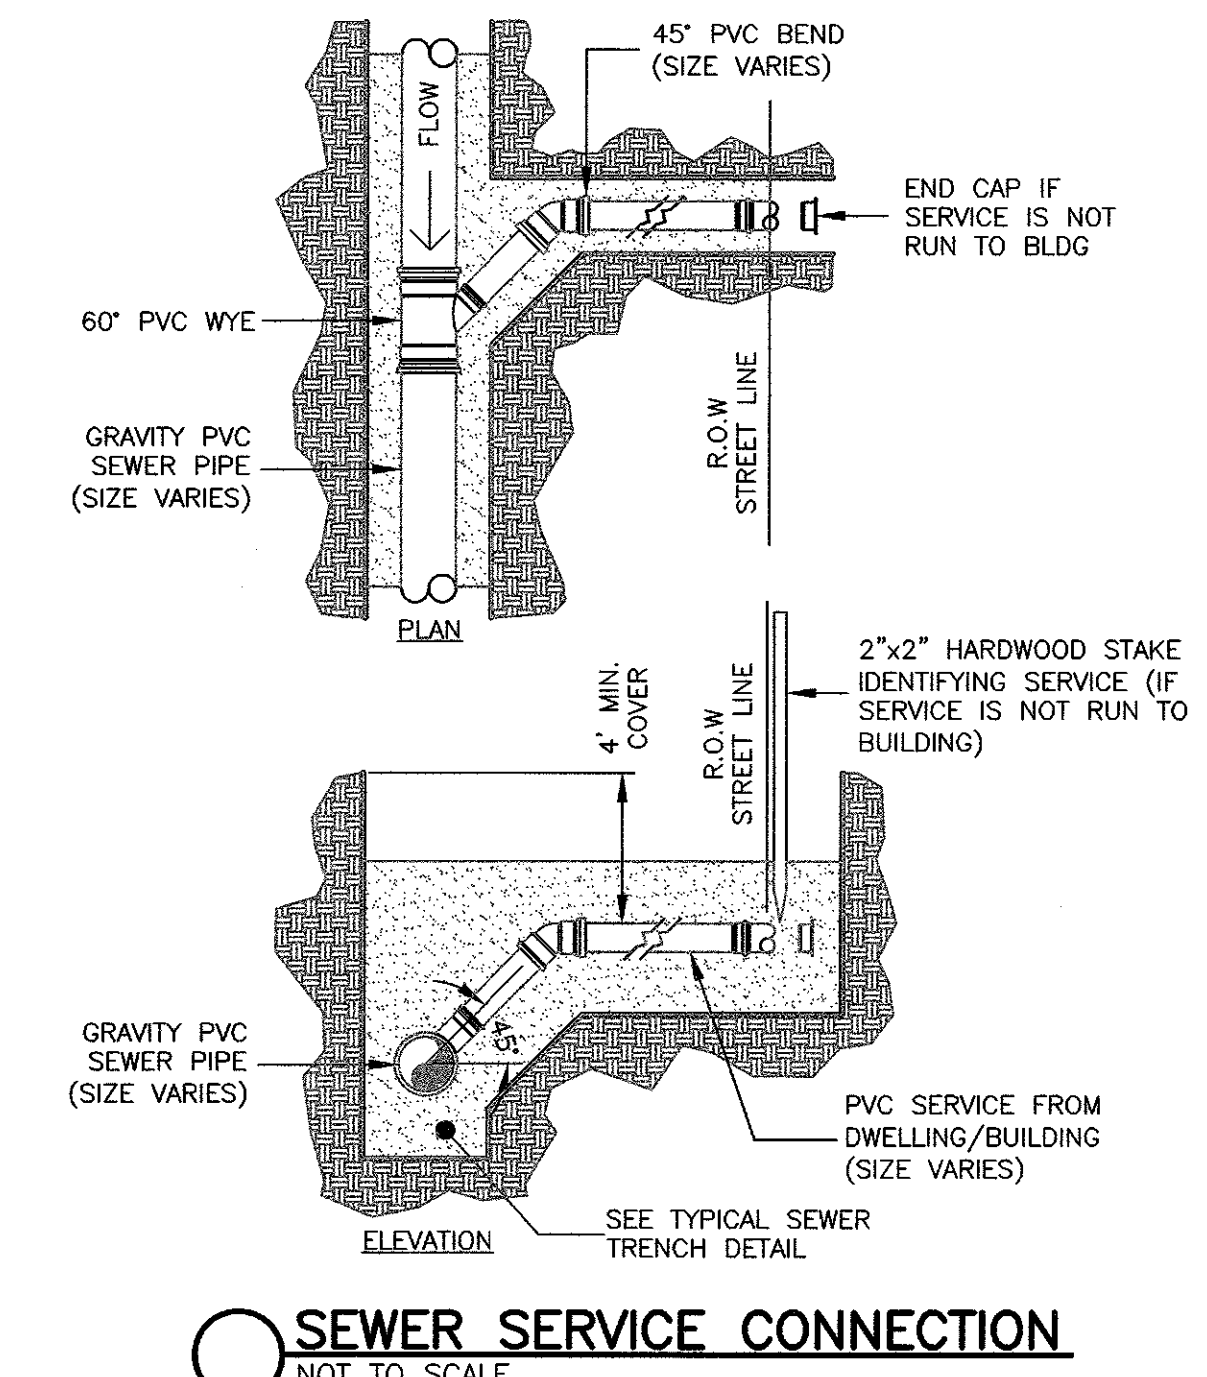 45° PVC BEND
(SIZE VARIES)
FLOW
END CAP IF
SERVICE IS NOT
RUN TO BLDG
60° PVC WYE
R.O.W
STREET LINE
GRAVITY PVC
SEWER PIPE
(SIZE VARIES)
PLAN
2"x2" HARDWOOD STAKE
IDENTIFYING SERVICE (IF
SERVICE IS NOT RUN TO
BUILDING)
4' MIN.
COVER
R.O.W
STREET LINE
GRAVITY PVC
SEWER PIPE
(SIZE VARIES)
45°
PVC SERVICE FROM
DWELLING/BUILDING
(SIZE VARIES)
SEE TYPICAL SEWER
TRENCH DETAIL
ELEVATION
SEWER SERVICE CONNECTION
NOT TO SCALE